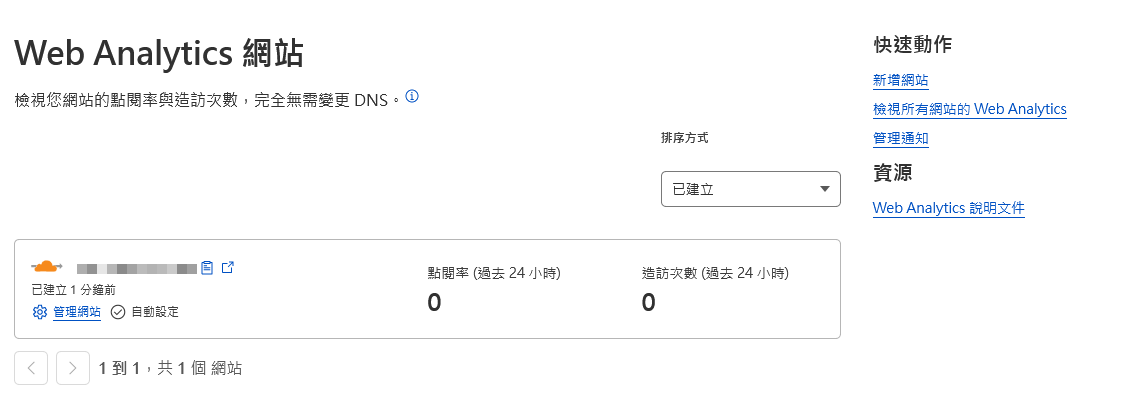 Web Analytics 網站
檢視您網站的點閱率與造訪次數，完全無需變更 DNS。
排序方式
已建立
已建立 1 分鐘前
管理網站 自動設定
點閱率 (過去 24 小時)
0
造訪次數 (過去 24 小時)
0
1 到 1，共 1 個 網站
快速動作
新增網站
檢視所有網站的 Web Analytics
管理通知
資源
Web Analytics 說明文件